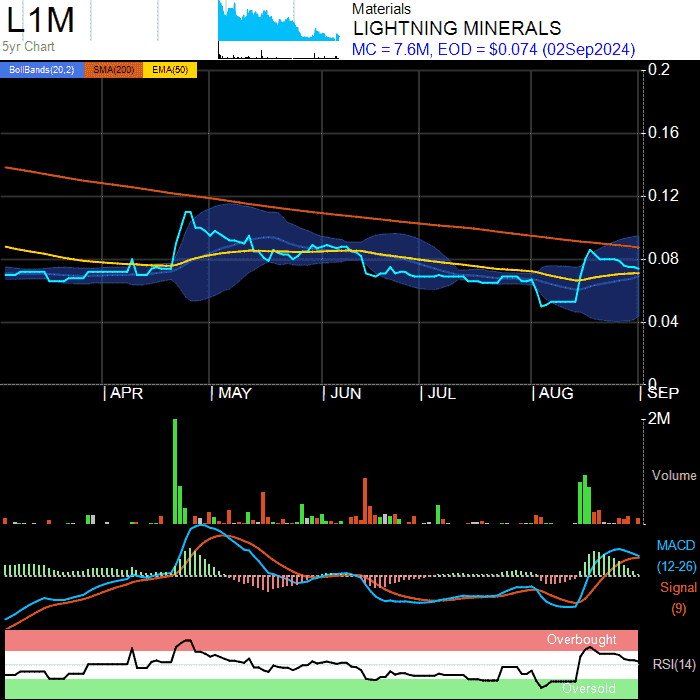 L1M
5yr Chart
Materials
LIGHTNING MINERALS
MC = 7.6M, EOD = $0.074 (02Sep2024)
BollBands(20,2) SMA(200) EMA(50)
0.2
0.16
0.12
0.08
0.04
0
APR MAY JUN JUL AUG SEP
2M
Volume
MACD
(12-26)
Signal
(9)
Overbought
RSI(14)
Oversold